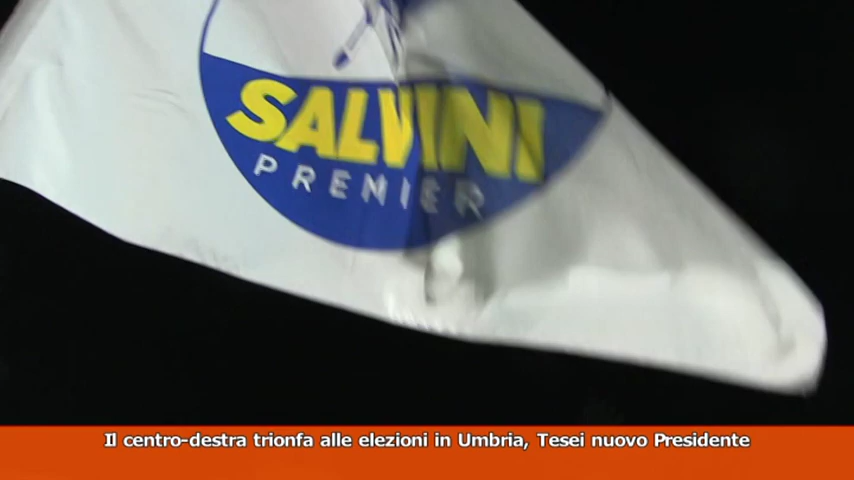 SALVINI
PREMIER
Il centro-destra trionfa alle elezioni in Umbria, Tesei nuovo Presidente